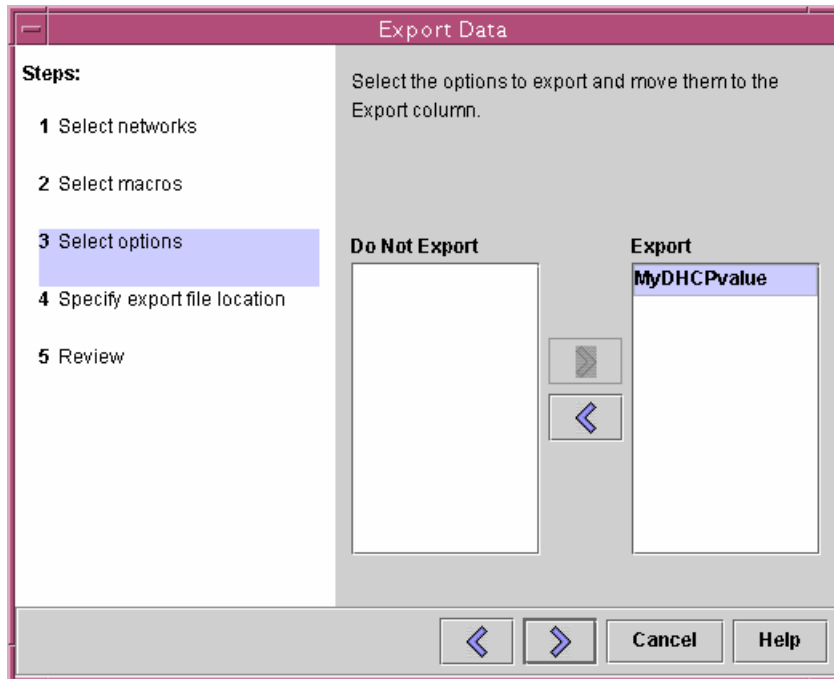 Export Data
Steps:
1 Select networks
2 Select macros
3 Select options
4 Specify export file location
5 Review
Select the options to export and move them to the
Export column.
Do Not Export
Export
MyDHCPvalue
Cancel
Help